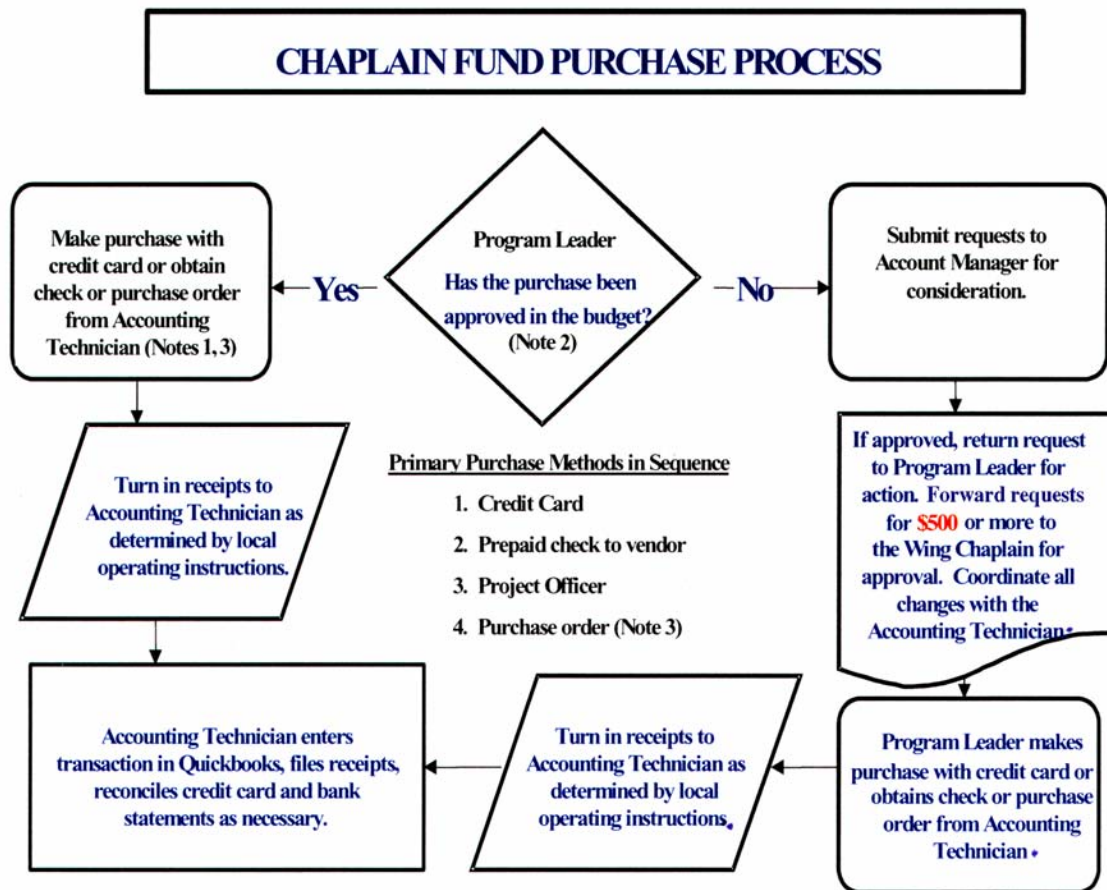 CHAPLAIN FUND PURCHASE PROCESS
Make purchase with
credit card or obtain
check or purchase order
from Accounting
Technician (Notes 1, 3)
Yes
Program Leader
Has the purchase been
approved in the budget?
(Note 2)
No
Submit requests to
Account Manager for
consideration.
Turn in receipts to
Accounting Technician as
determined by local
operating instructions.
Primary Purchase Methods in Sequence
1. Credit Card
2. Prepaid check to vendor
3. Project Officer
4. Purchase order (Note 3)
If approved, return request
to Program Leader for
action. Forward requests
for $500 or more to
the Wing Chaplain for
approval. Coordinate all
changes with the
Accounting Technician.
Accounting Technician enters
transaction in Quickbooks, files receipts,
reconciles credit card and bank
statements as necessary.
Turn in receipts to
Accounting Technician as
determined by local
operating instructions.
Program Leader makes
purchase with credit card or
obtains check or purchase
order from Accounting
Technician.